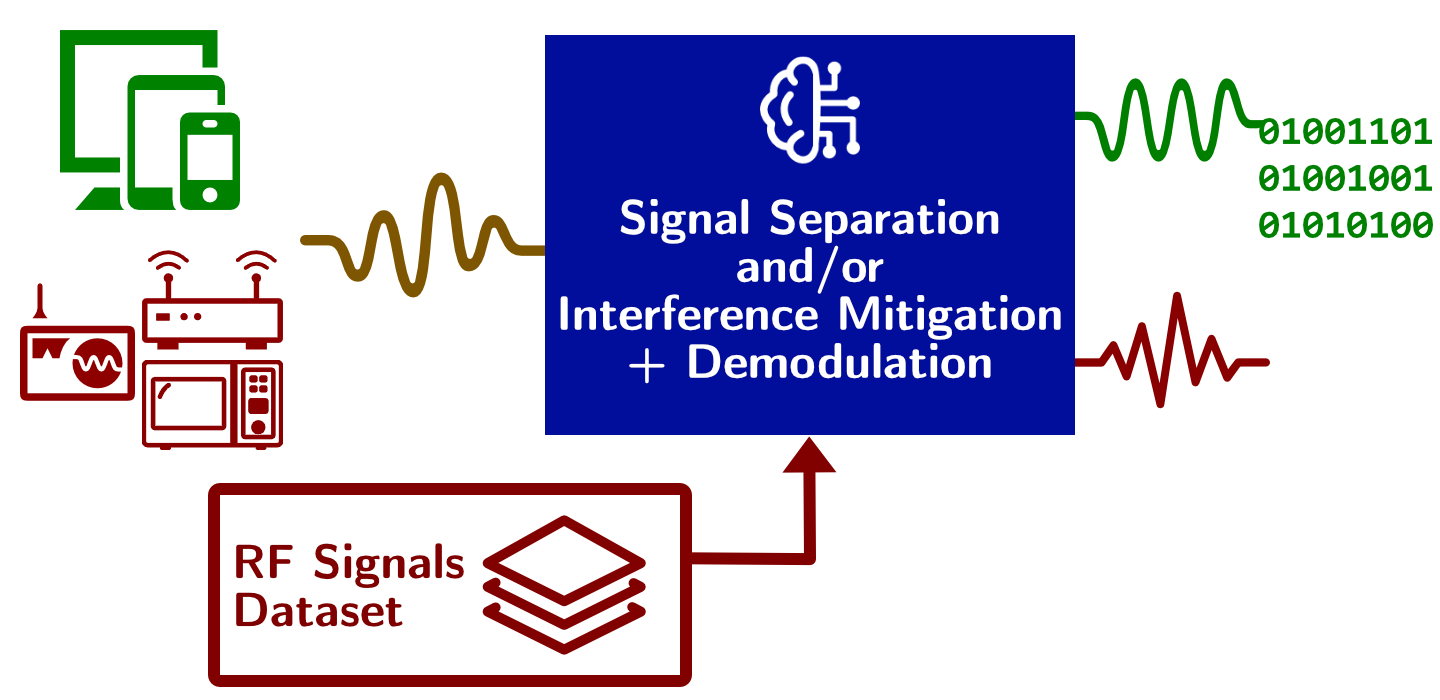 Signal Separation
and/or
Interference Mitigation
+ Demodulation
01001101
01001001
01010100
RF Signals
Dataset